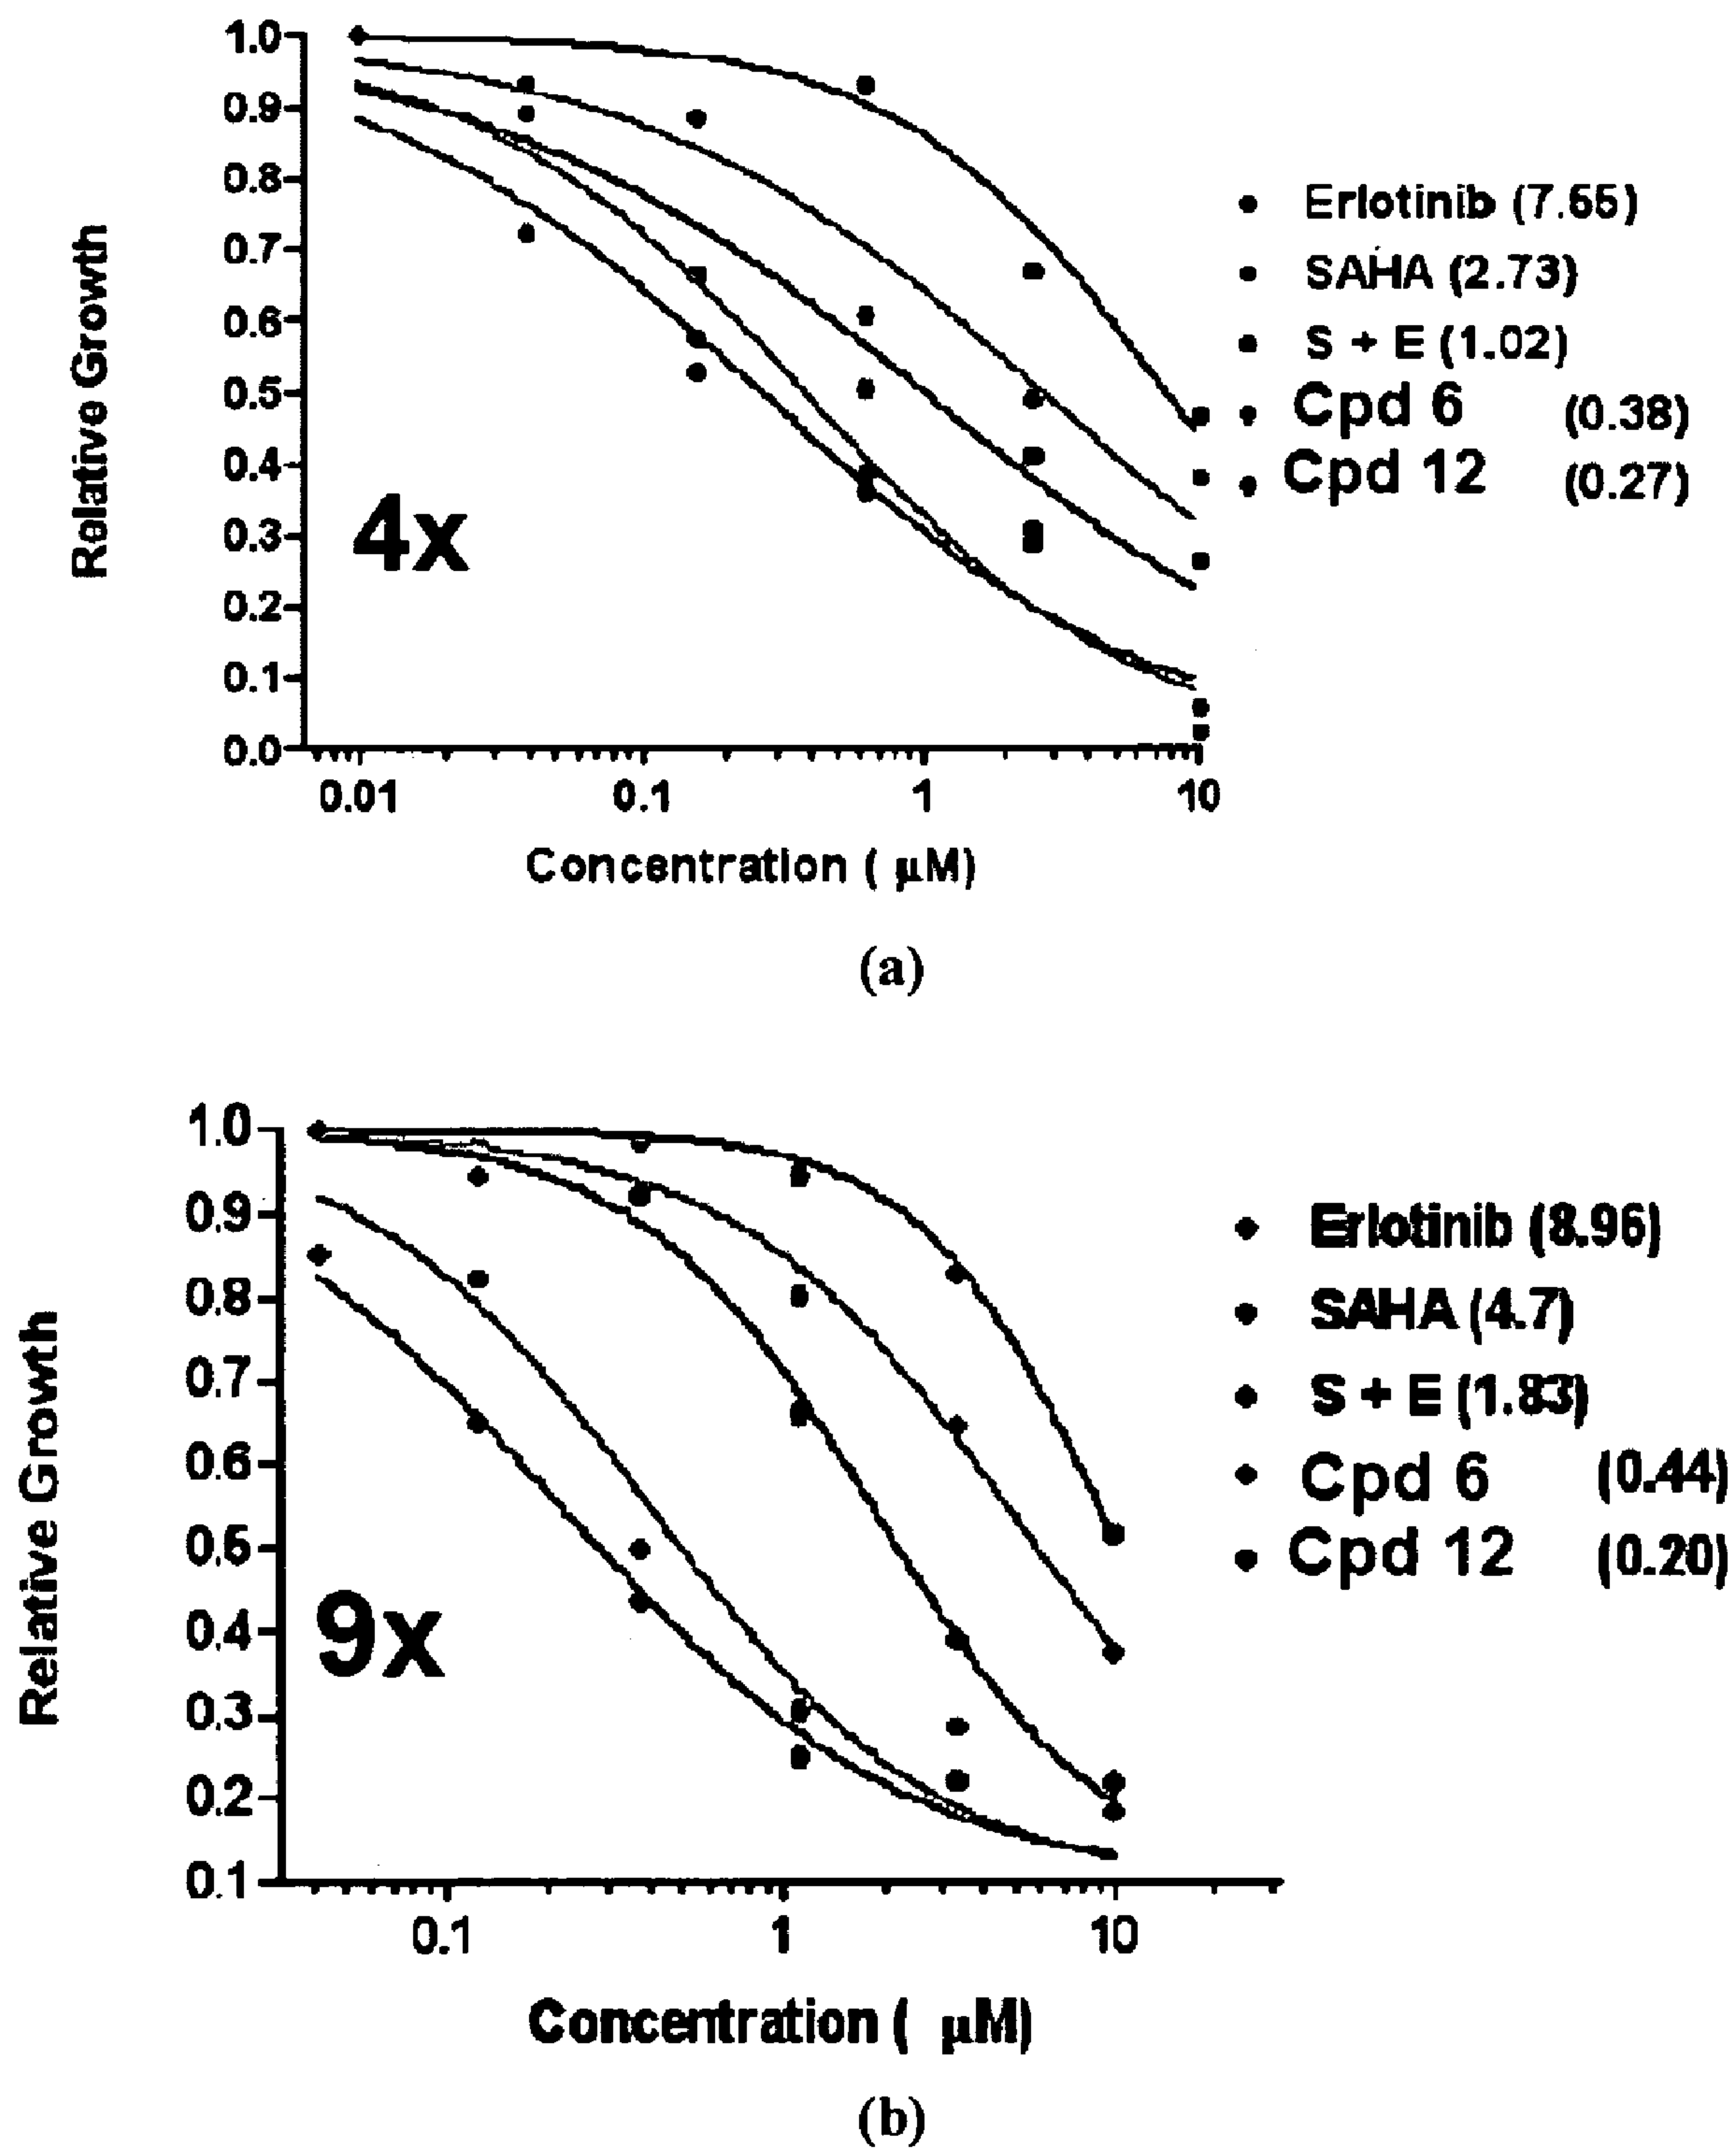 1.0
0.9
0.8
0.7
0.6
0.5
0.4
0.3
0.2
0.1
0.0
Relative Growth
4x
0.01 0.1 1 10
Concentration ( μM)
Erlotinib (7.55)
SAHA (2.73)
S + E (1.02)
Cpd 6 (0.38)
Cpd 12 (0.27)
(a)
1.0
0.9
0.8
0.7
0.6
0.5
0.4
0.3
0.2
0.1
Relative Growth
9x
0.1 1 10
Concentration ( μM)
Erlotinib (8.96)
SAHA (4.7)
S + E (1.83)
Cpd 6 (0.44)
Cpd 12 (0.20)
(b)